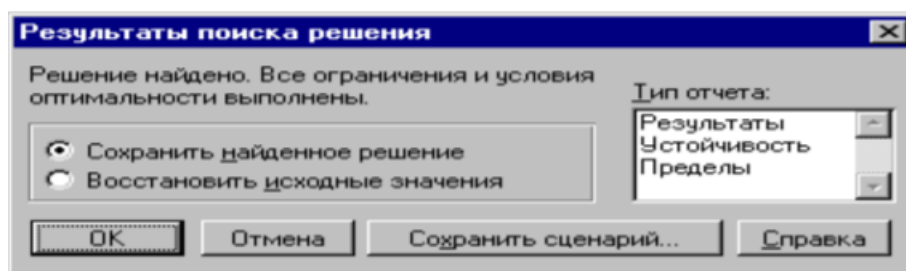 Результаты поиска решения
Решение найдено. Все ограничения и условия
оптимальности выполнены.
Тип отчета:
Результаты
Устойчивость
Пределы
Сохранить найденное решение
Восстановить исходные значения
OK
Отмена
Сохранить сценарий...
Справка